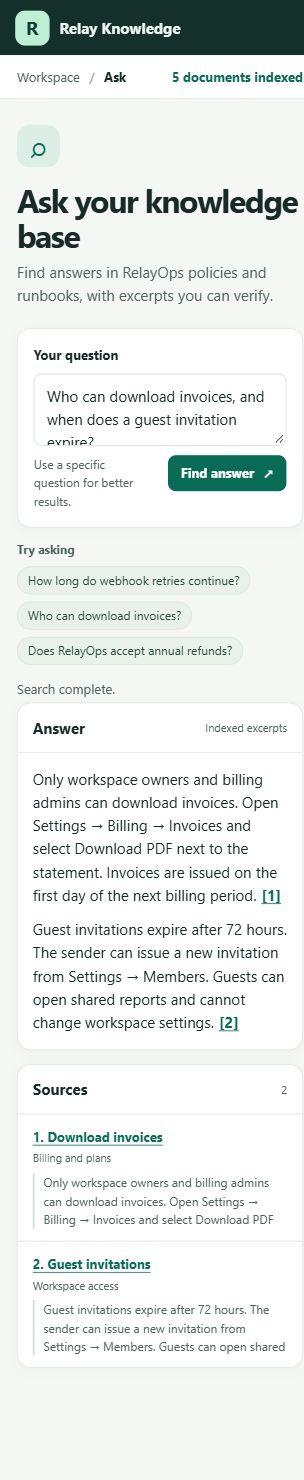 R Relay Knowledge
Workspace / Ask 5 documents indexed
Ask your knowledge
base
Find answers in RelayOps policies and
runbooks, with excerpts you can verify.
Your question
Who can download invoices, and
when does a guest invitation
expire?
Use a specific
question for better
results.
Find answer ↗
Try asking
How long do webhook retries continue?
Who can download invoices?
Does RelayOps accept annual refunds?
Search complete.
Answer Indexed excerpts
Only workspace owners and billing
admins can download invoices. Open
Settings → Billing → Invoices and
select Download PDF next to the
statement. Invoices are issued on the
first day of the next billing period. [1]
Guest invitations expire after 72 hours.
The sender can issue a new invitation
from Settings → Members. Guests can
open shared reports and cannot
change workspace settings. [2]
Sources 2
1. Download invoices
Billing and plans
Only workspace owners and billing admins
can download invoices. Open Settings →
Billing → Invoices and select Download PDF
2. Guest invitations
Workspace access
Guest invitations expire after 72 hours. The
sender can issue a new invitation from
Settings → Members. Guests can open shared